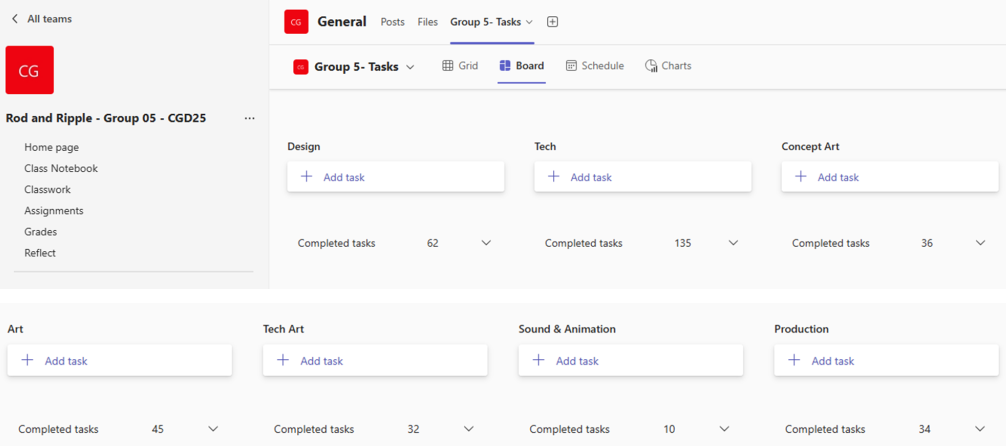 All teams
CG General Posts Files Group 5- Tasks
CG
CG Group 5- Tasks Grid Board Schedule Charts
Rod and Ripple - Group 05 - CGD25 ...
Home page
Class Notebook
Classwork
Assignments
Grades
Reflect
Design Tech Concept Art
Add task Add task Add task
Completed tasks 62 Completed tasks 135 Completed tasks 36
Art Tech Art Sound & Animation Production
Add task Add task Add task Add task
Completed tasks 45 Completed tasks 32 Completed tasks 10 Completed tasks 34